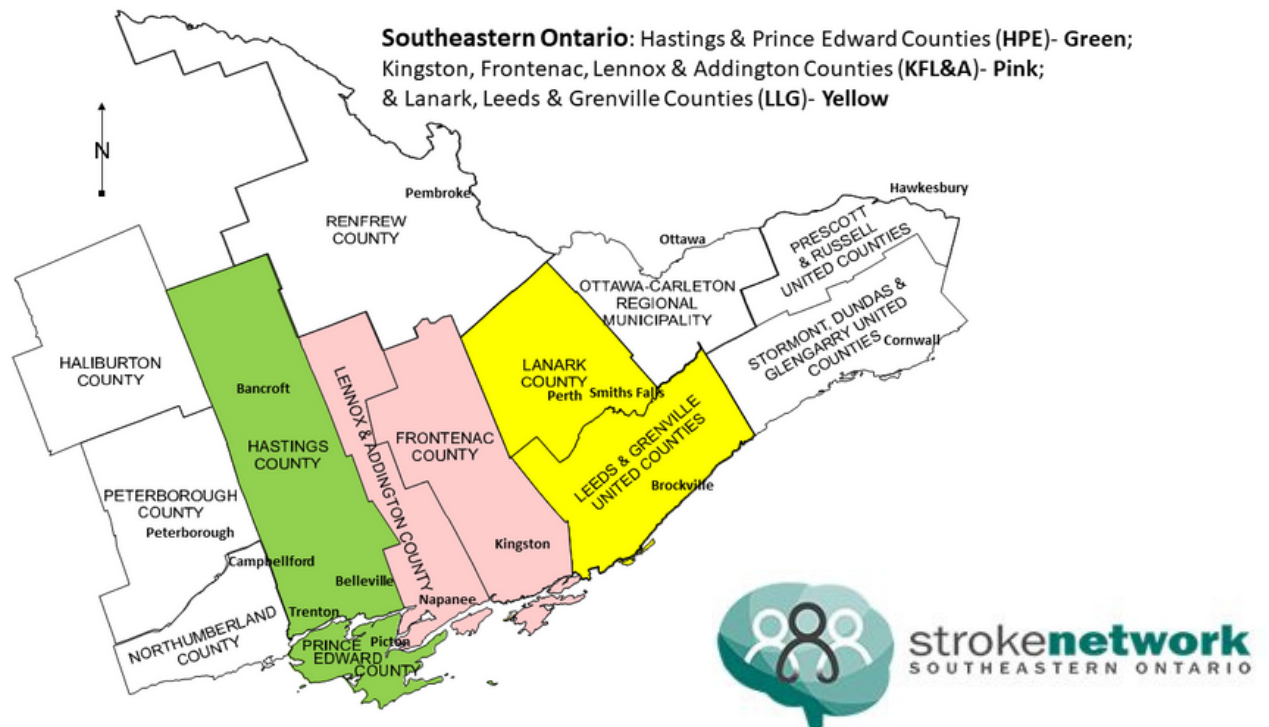 Southeastern Ontario: Hastings & Prince Edward Counties (HPE)- Green;
Kingston, Frontenac, Lennox & Addington Counties (KFL&A)- Pink;
& Lanark, Leeds & Grenville Counties (LLG)- Yellow
N
Pembroke
RENFREW
COUNTY
Hawkesbury
Ottawa
PRESCOTT
& RUSSELL
UNITED COUNTIES
OTTAWA-CARLETON
REGIONAL
MUNICIPALITY
STORMONT, DUNDAS &
GLENGARRY UNITED
COUNTIES
Cornwall
HALIBURTON
COUNTY
Bancroft
HASTINGS
COUNTY
LENNOX & ADDINGTON COUNTY
FRONTENAC
COUNTY
LANARK
COUNTY
Perth
Smiths Falls
LEEDS & GRENVILLE
UNITED COUNTIES
Brockville
PETERBOROUGH
COUNTY
Peterborough
Campbellford
Belleville
Kingston
Napanee
Trenton
NORTHUMBERLAND
COUNTY
Picton
PRINCE
EDWARD
COUNTY
strokenetwork
SOUTHEASTERN ONTARIO